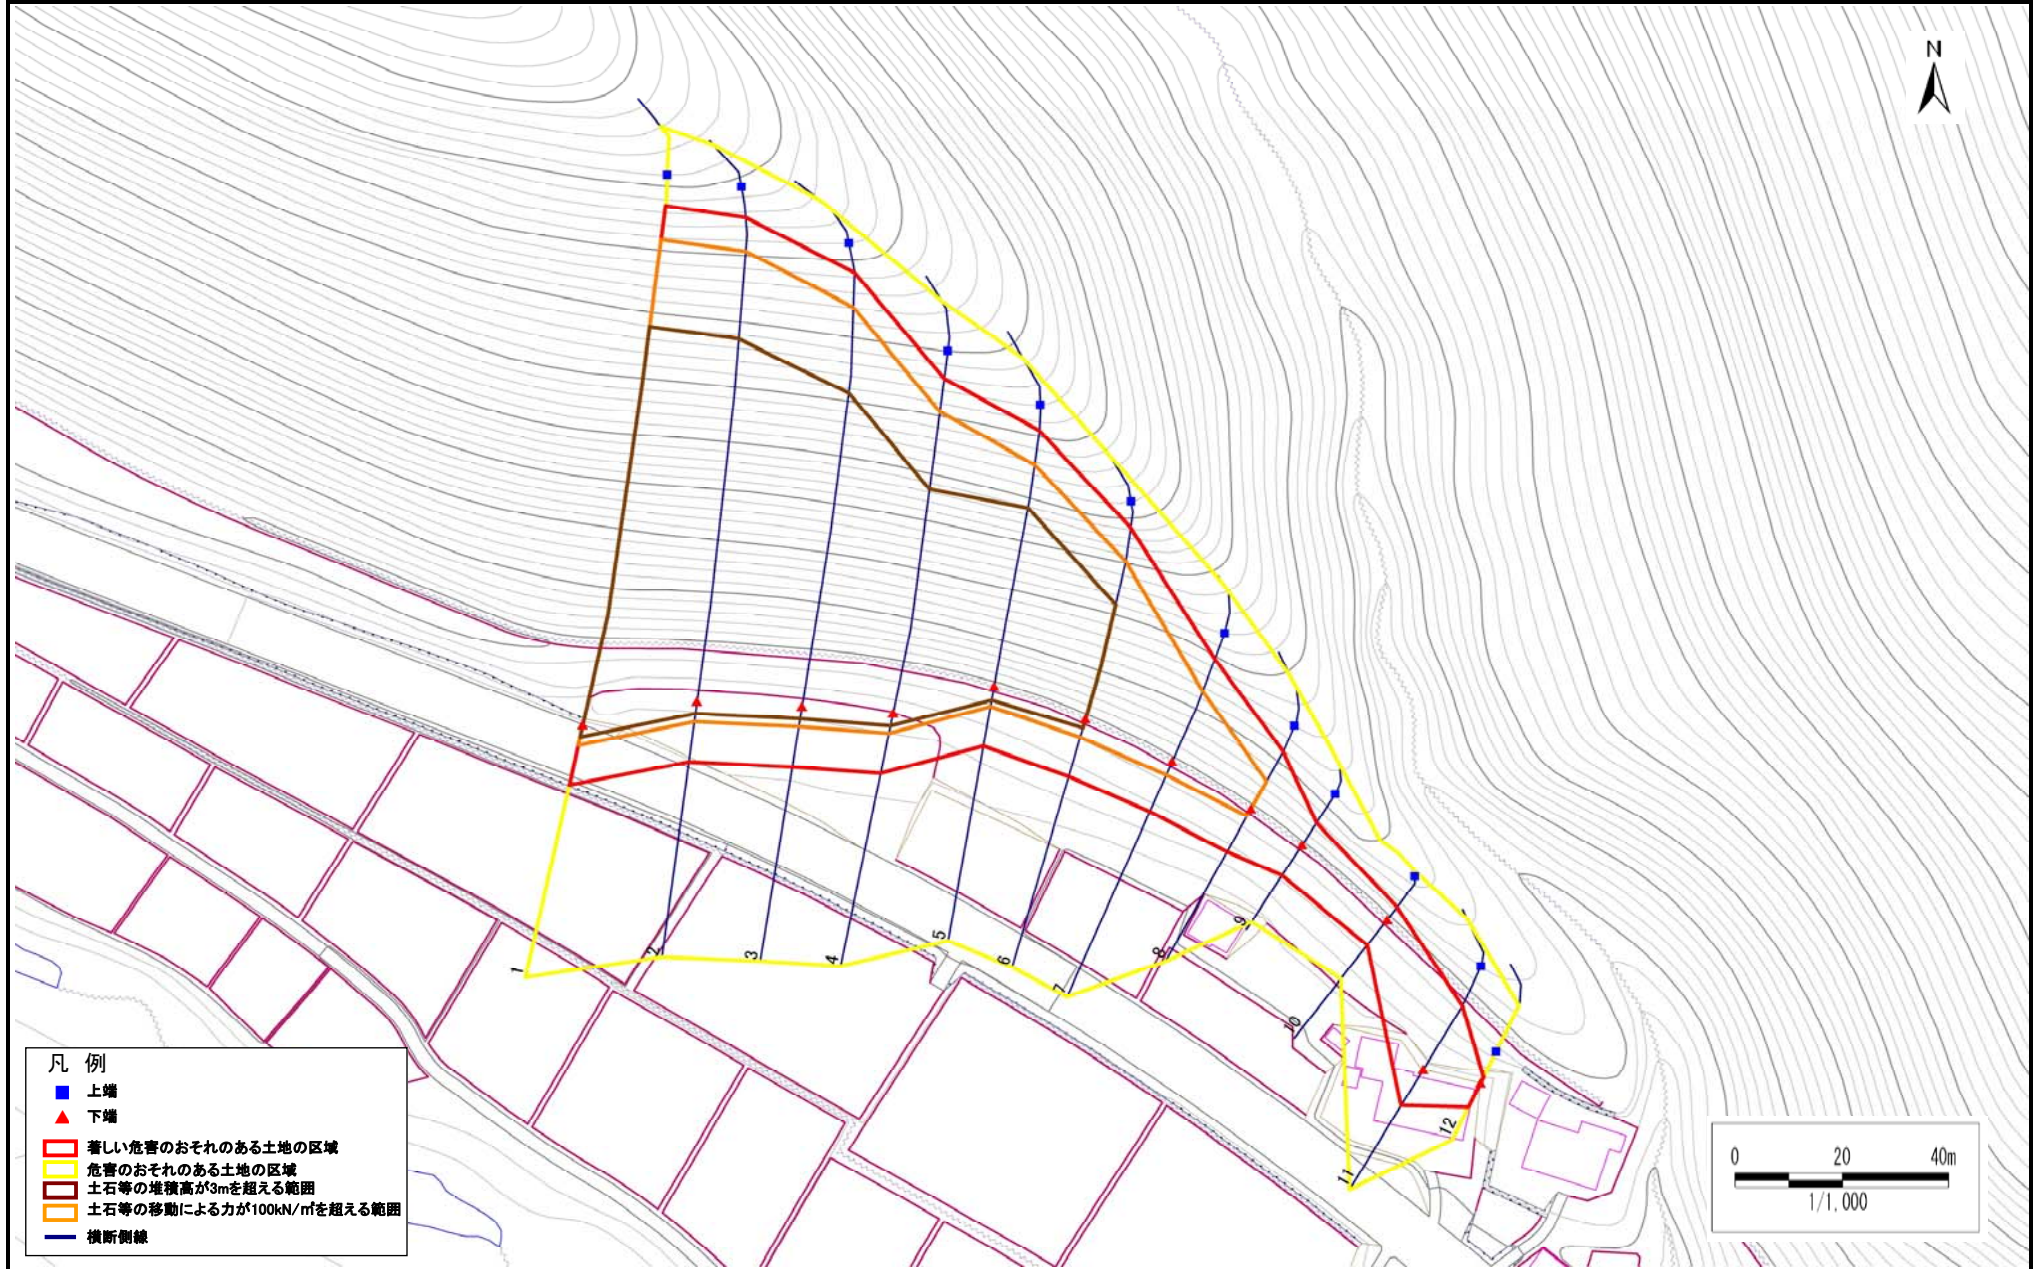 N
1
2
3
4
5
6
7
8
9
10
11
12
凡 例
上端
下端
著しい危害のおそれのある土地の区域
危害のおそれのある土地の区域
土石等の堆積高が3mを超える範囲
土石等の移動による力が100kN/㎡を超える範囲
横断側線
0 20 40m
1/1,000